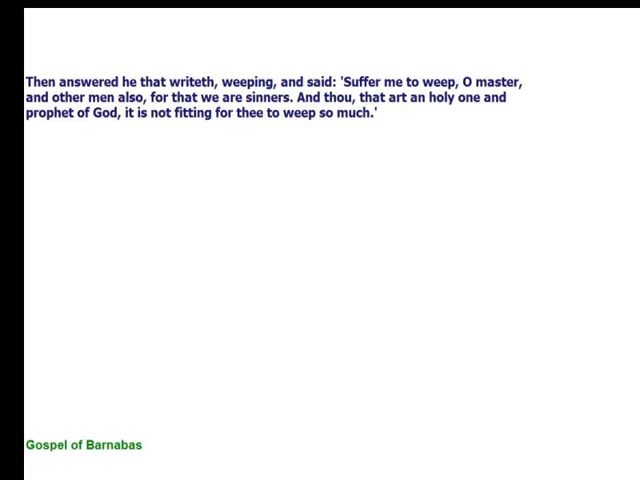 Then answered he that writeth, weeping, and said: 'Suffer me to weep, O master,
and other men also, for that we are sinners. And thou, that art an holy one and
prophet of God, it is not fitting for thee to weep so much.'
Gospel of Barnabas